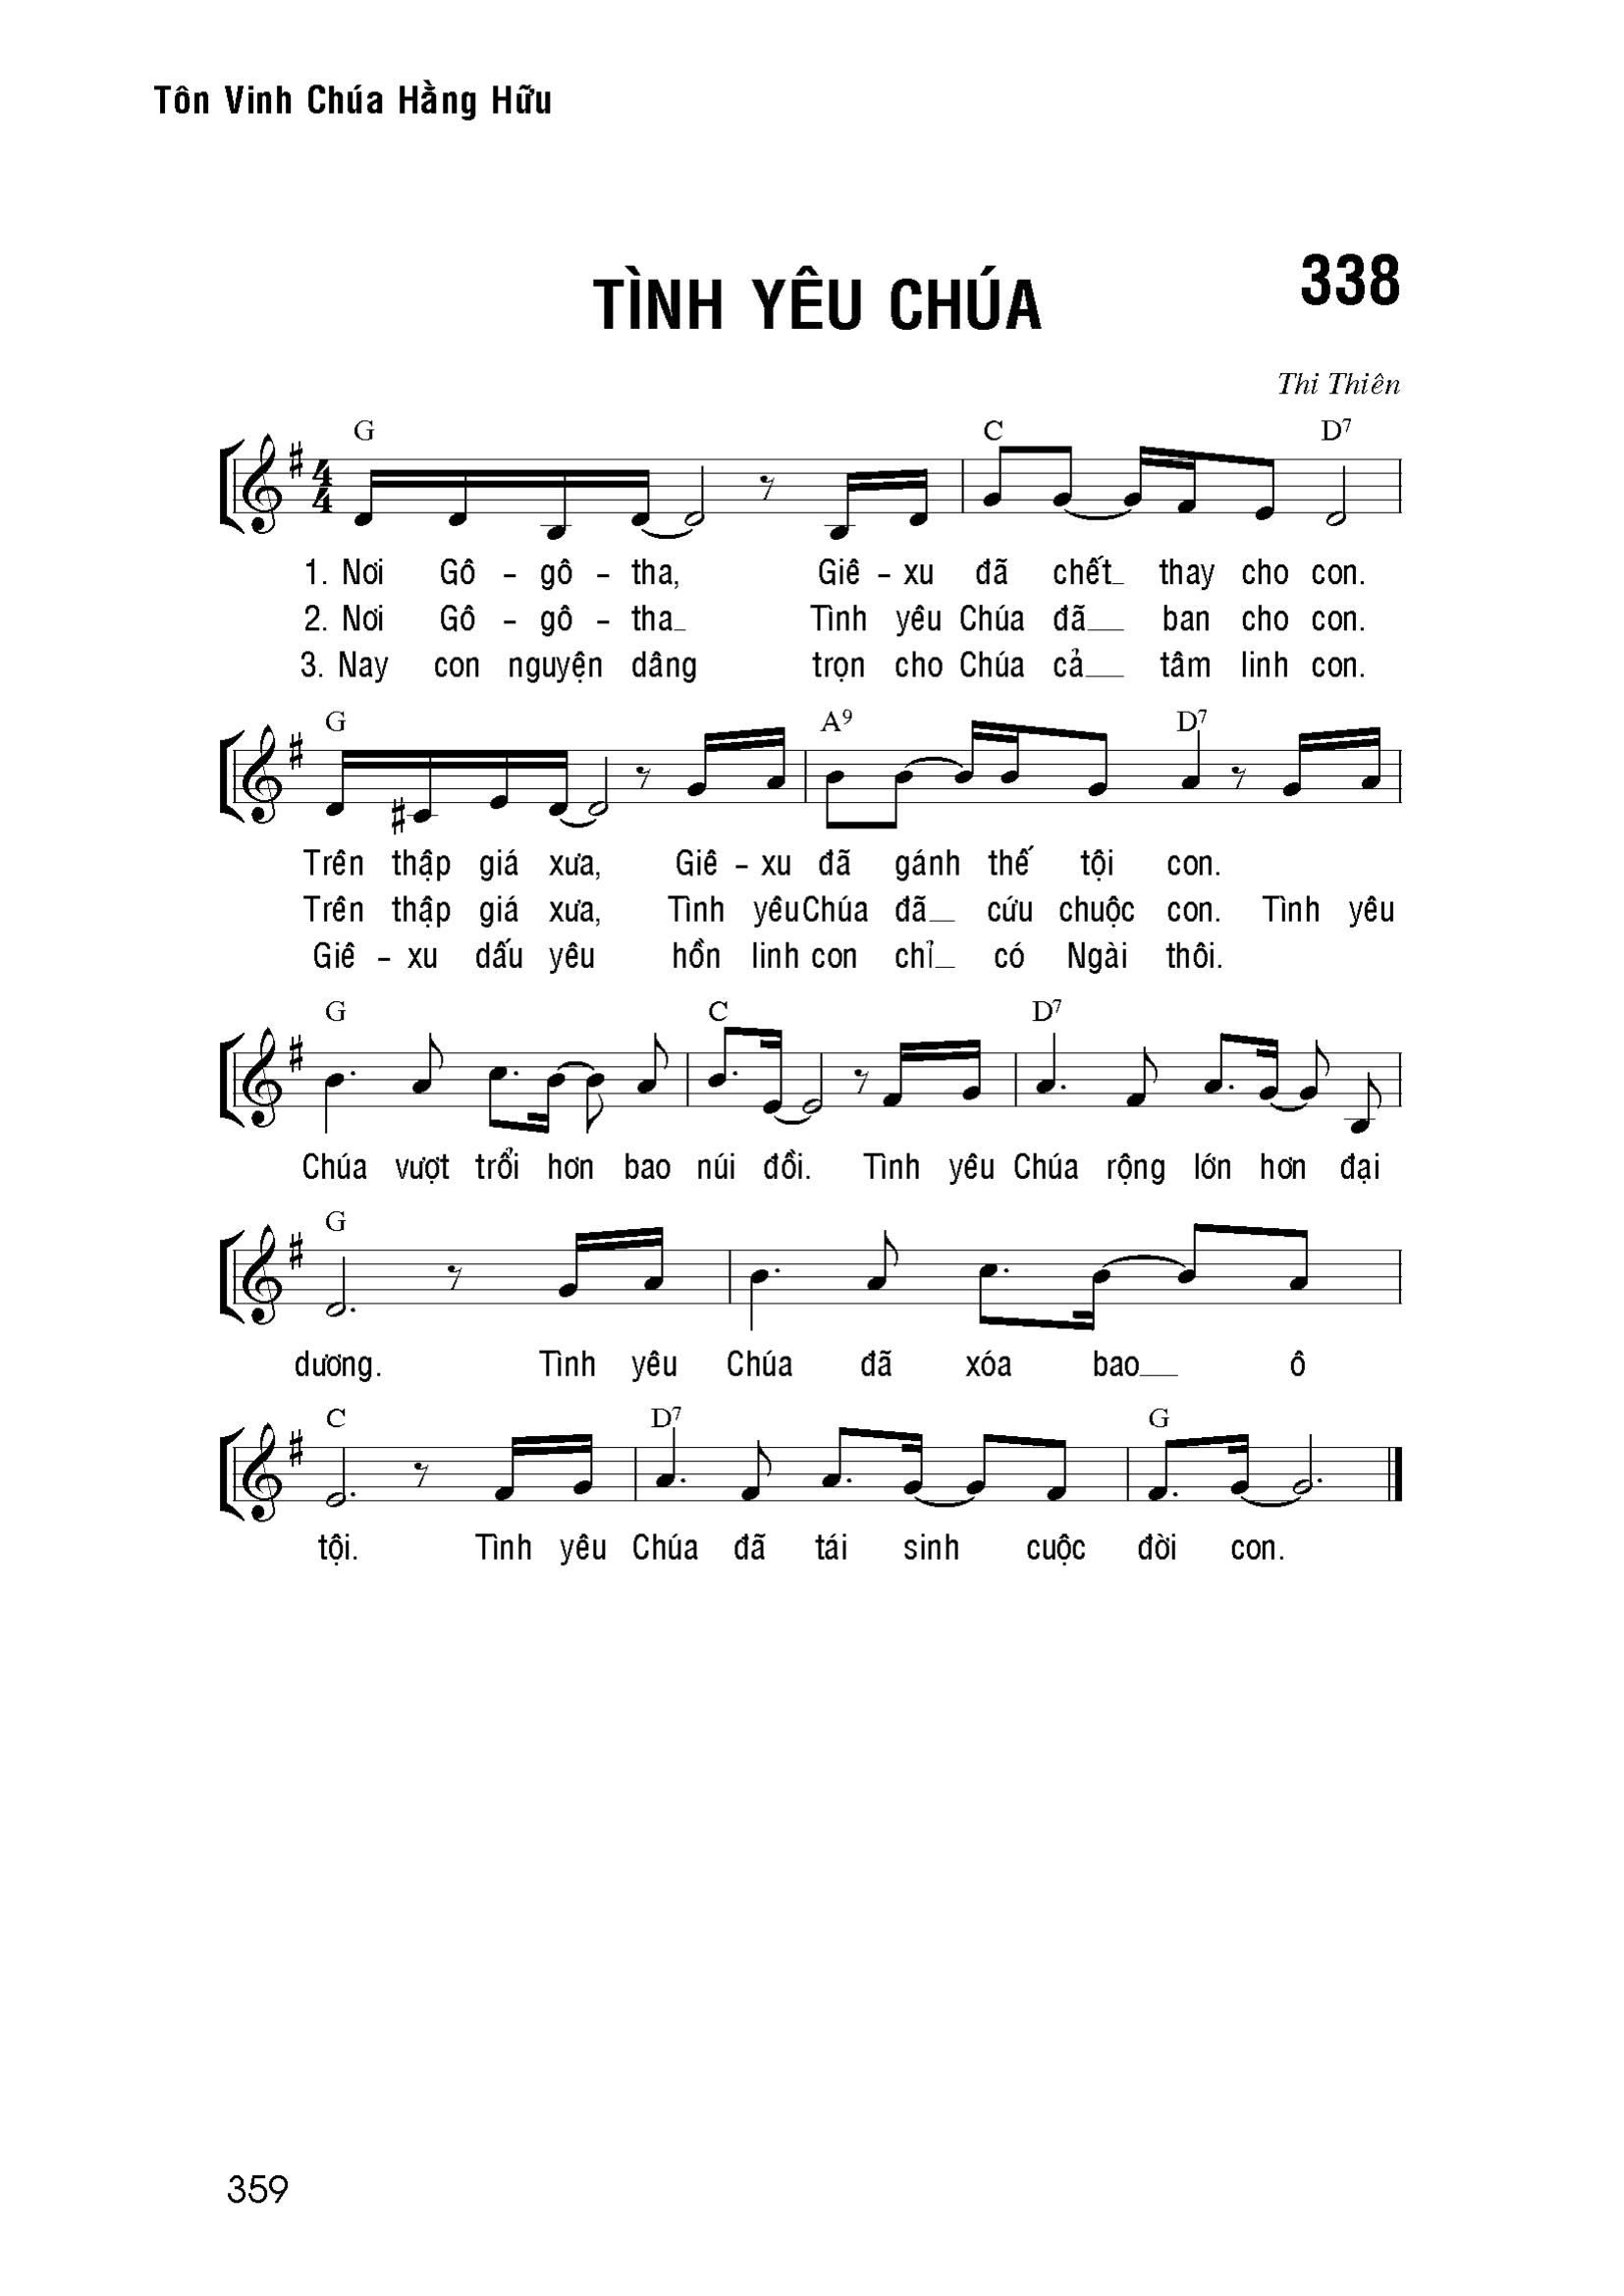 Tôn Vinh Chúa Hằng Hữu
338
TÌNH YÊU CHÚA
Thi Thiên
G C D7
1. Nơi Gô - gô - tha, Giê - xu đã chết thay cho con.
2. Nơi Gô - gô - tha Tình yêu Chúa đã ban cho con.
3. Nay con nguyện dâng trọn cho Chúa cả tâm linh con.
G A9 D7
Trên thập giá xưa, Giê - xu đã gánh thế tội con.
Trên thập giá xưa, Tình yêu Chúa đã cứu chuộc con. Tình yêu
Giê - xu dấu yêu hồn linh con chỉ có Ngài thôi.
G C D7
Chúa vượt trổi hơn bao núi đồi. Tình yêu Chúa rộng lớn hơn đại
G
dương. Tình yêu Chúa đã xóa bao ô
C D7 G
tội. Tình yêu Chúa đã tái sinh cuộc đời con.
359